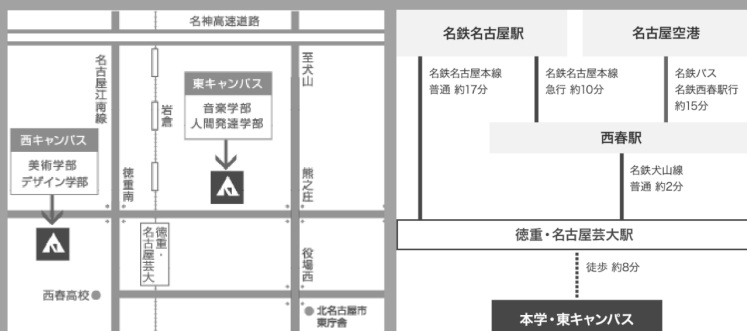 名神高速道路
名古屋江南線
岩倉
至犬山
東キャンパス
音楽学部
人間発達学部
西キャンパス
美術学部
デザイン学部
徳重南
熊之庄
徳重・
名古屋芸大
役場西
西春高校
北名古屋市
東庁舎
名鉄名古屋駅
名古屋空港
名鉄名古屋本線
普通 約17分
名鉄名古屋本線
急行 約10分
名鉄バス
名鉄西春駅行
約15分
西春駅
名鉄犬山線
普通 約2分
徳重・名古屋芸大駅
徒歩 約8分
本学・東キャンパス